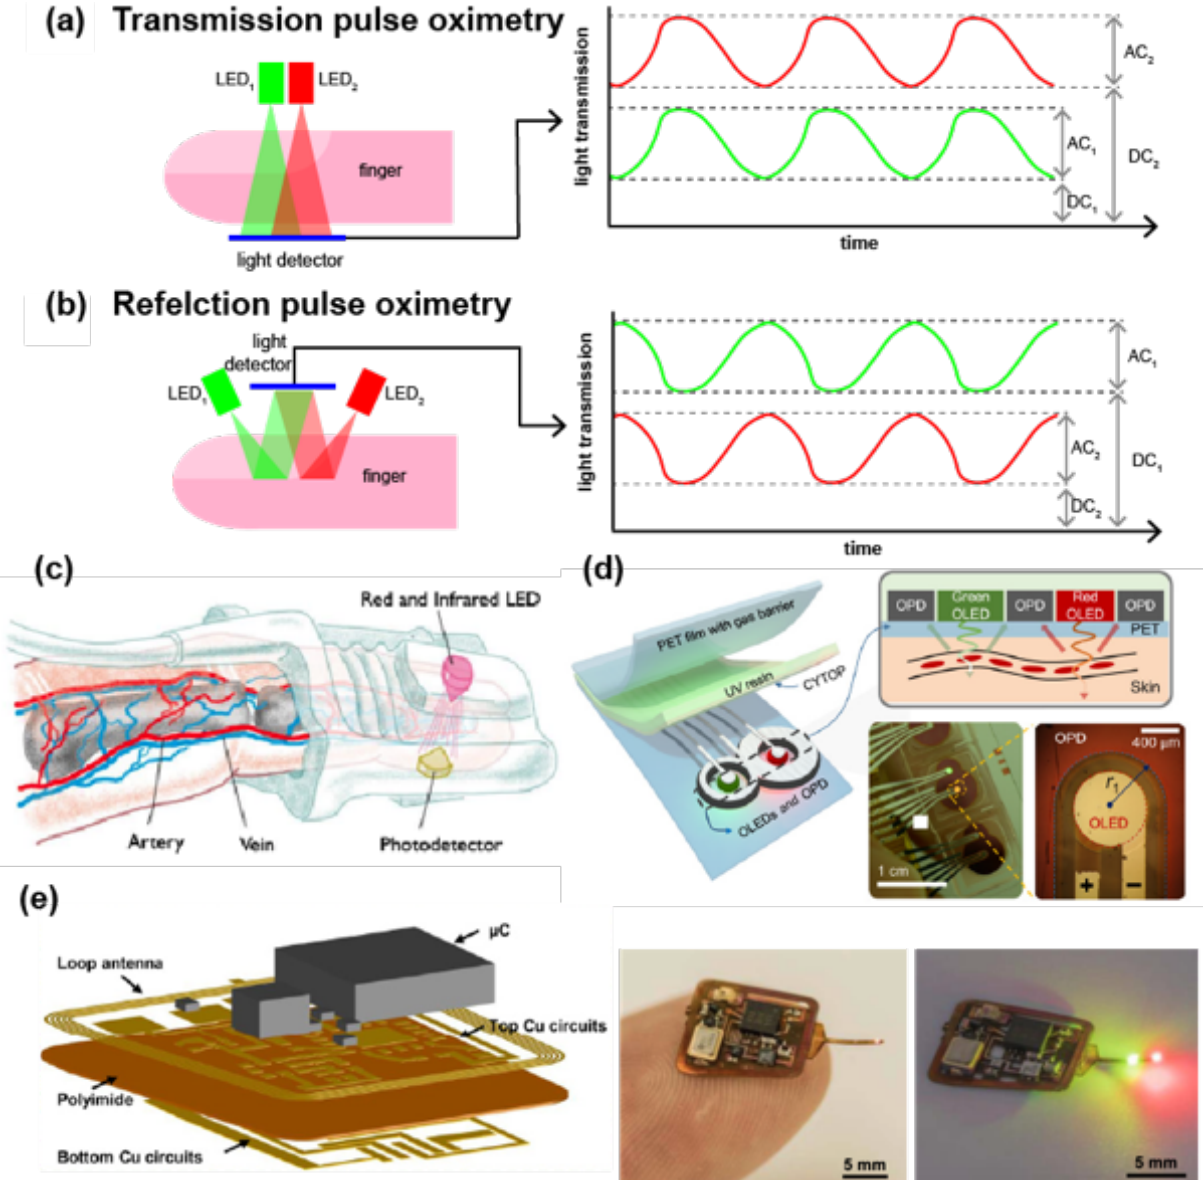 (a) Transmission pulse oximetry
LED1
LED2
finger
light detector
light transmission
time
AC2
AC1
DC2
DC1
(b) Refelction pulse oximetry
light
detector
LED1
LED2
finger
light transmission
time
AC1
AC2
DC1
DC2
(c)
Red and Infrared LED
Artery
Vein
Photodetector
(d)
PET film with gas barrier
UV resin
CYTOP
OLEDs and OPD
OPD
Green
OLED
OPD
Red
OLED
OPD
PET
Skin
1 cm
OPD
400 μm
r1
OLED
+
−
(e)
μC
Loop antenna
Top Cu circuits
Polyimide
Bottom Cu circuits
5 mm
5 mm